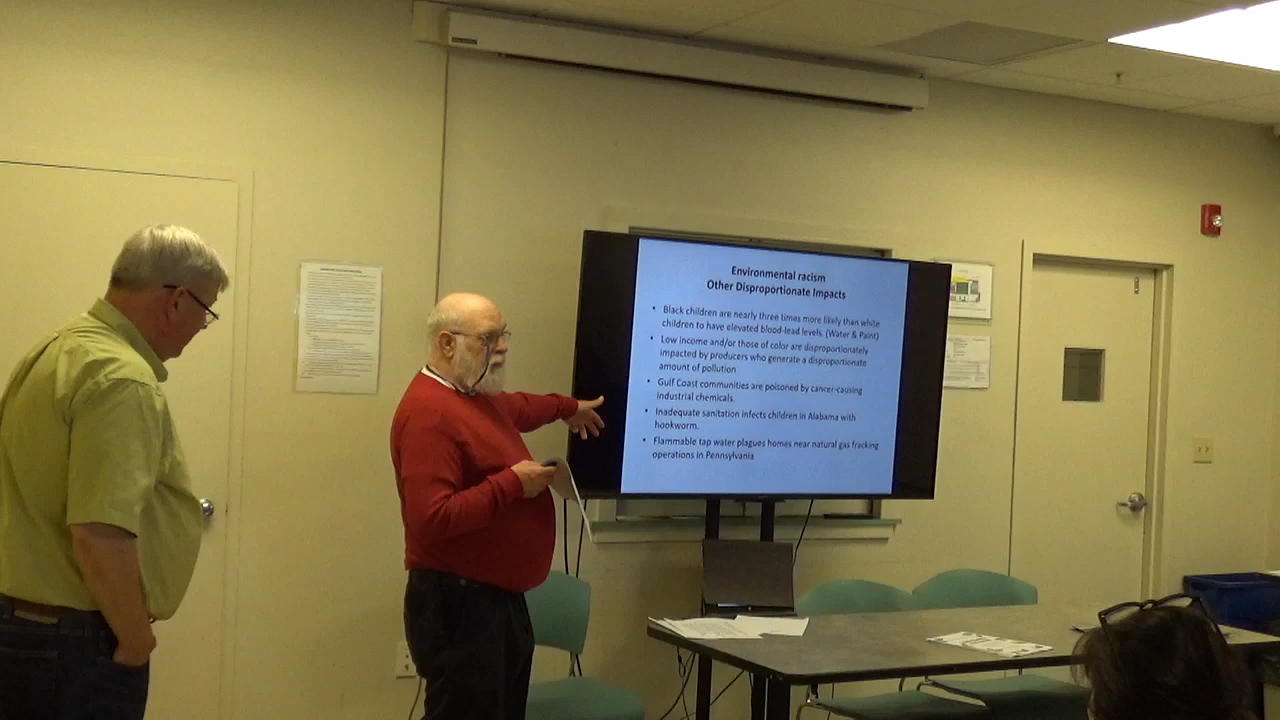 Environmental racism
Other Disproportionate Impacts
• Black children are nearly three times more likely than white
children to have elevated blood-lead levels. (Water & Paint)
• Low income and/or those of color are disproportionately
impacted by producers who generate a disproportionate
amount of pollution
• Gulf Coast communities are poisoned by cancer-causing
industrial chemicals.
• Inadequate sanitation infects children in Alabama with
hookworm.
• Flammable tap water plagues homes near natural gas fracking
operations in Pennsylvania